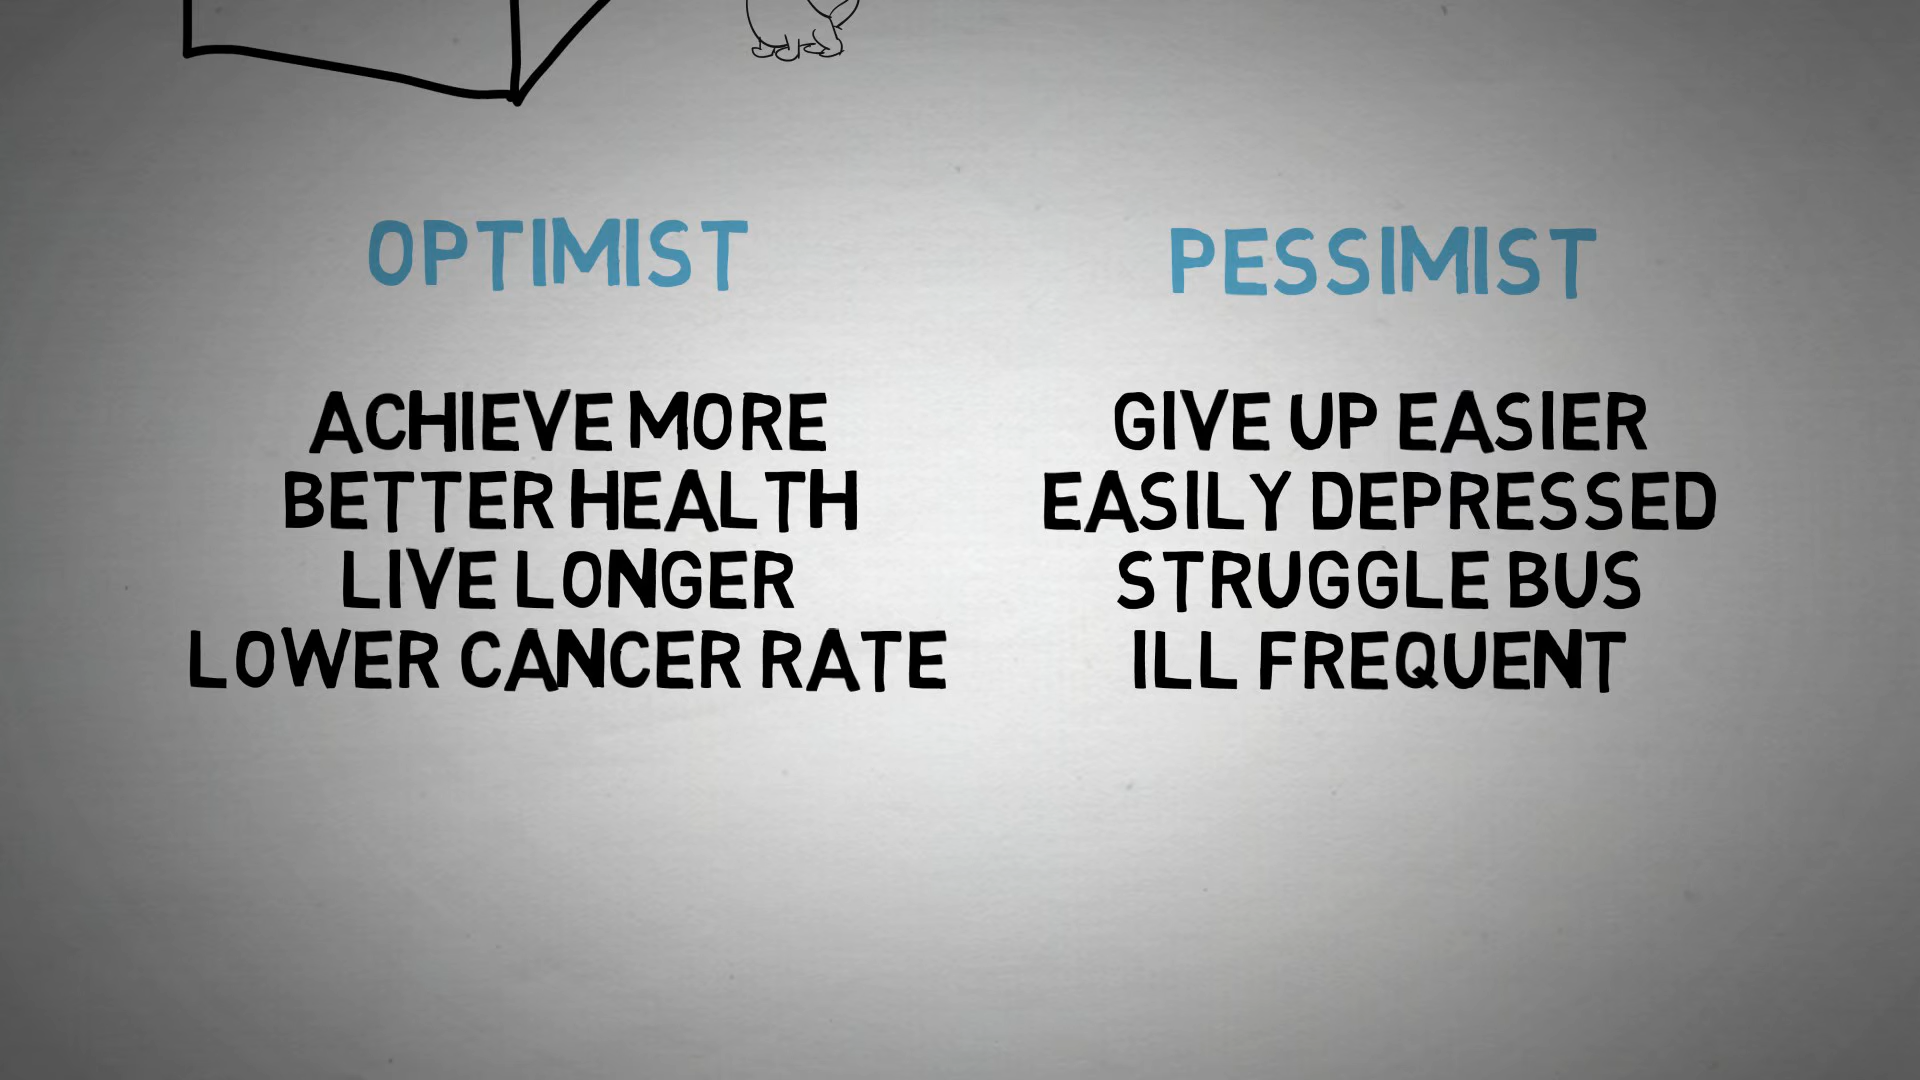 OPTIMIST
ACHIEVE MORE
BETTER HEALTH
LIVE LONGER
LOWER CANCER RATE
PESSIMIST
GIVE UP EASIER
EASILY DEPRESSED
STRUGGLE BUS
ILL FREQUENT